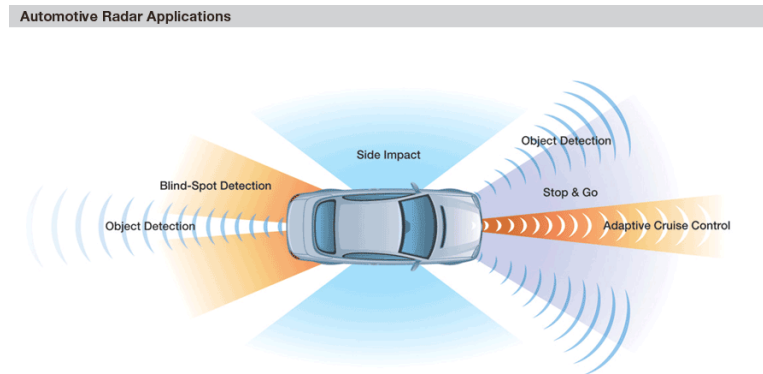 Automotive Radar Applications
Object Detection
Side Impact
Blind-Spot Detection
Stop & Go
Object Detection
Adaptive Cruise Control